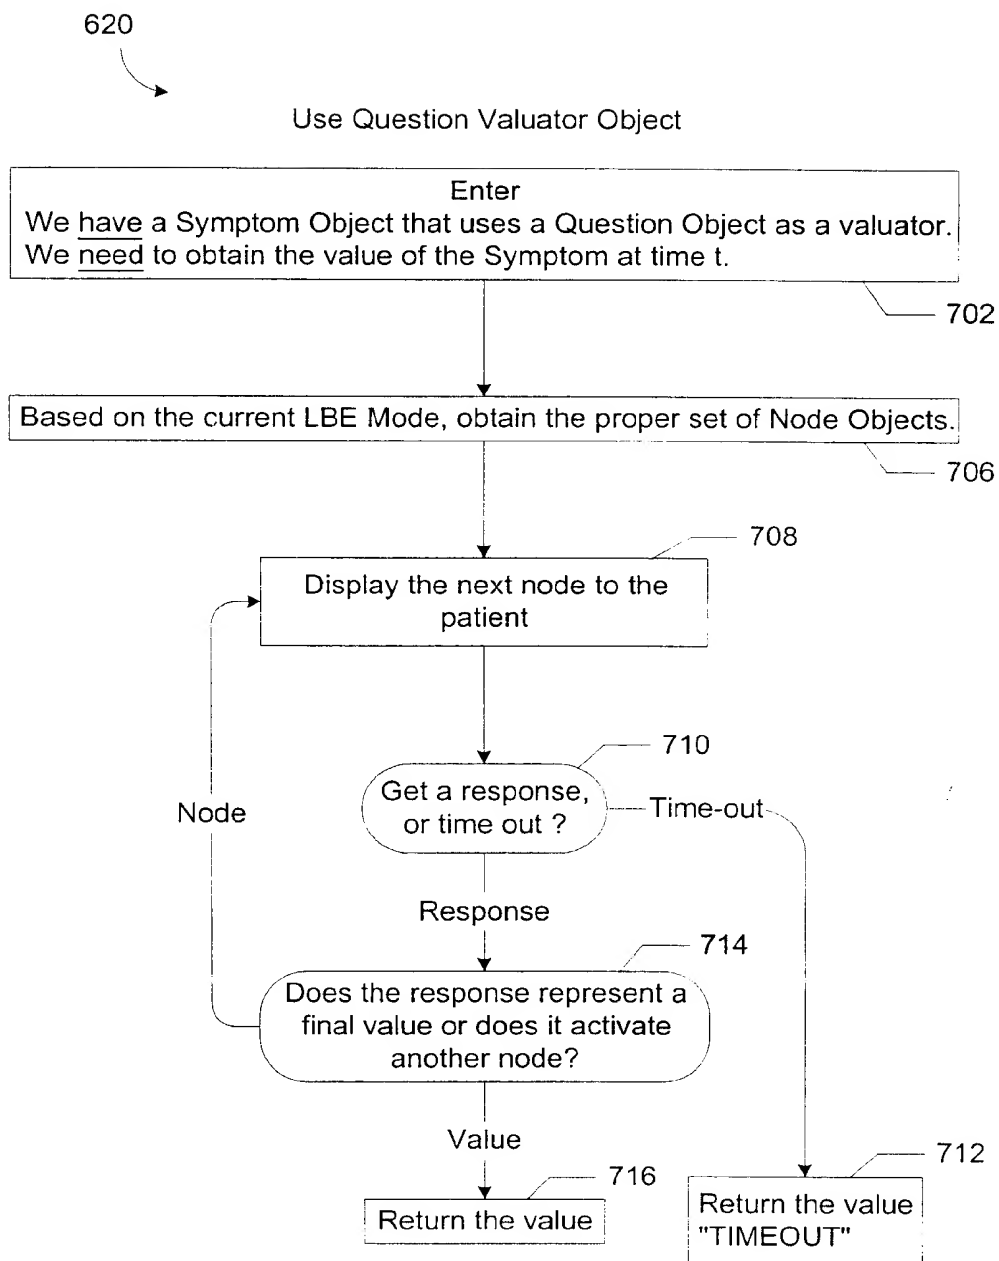 620
Use Question Valuator Object
Enter
We have a Symptom Object that uses a Question Object as a valuator.
We need to obtain the value of the Symptom at time t.
702
Based on the current LBE Mode, obtain the proper set of Node Objects.
706
708
Display the next node to the
patient
710
Get a response,
or time out ?
Time-out
Node
Response
714
Does the response represent a
final value or does it activate
another node?
Value
716
Return the value
712
Return the value
"TIMEOUT"